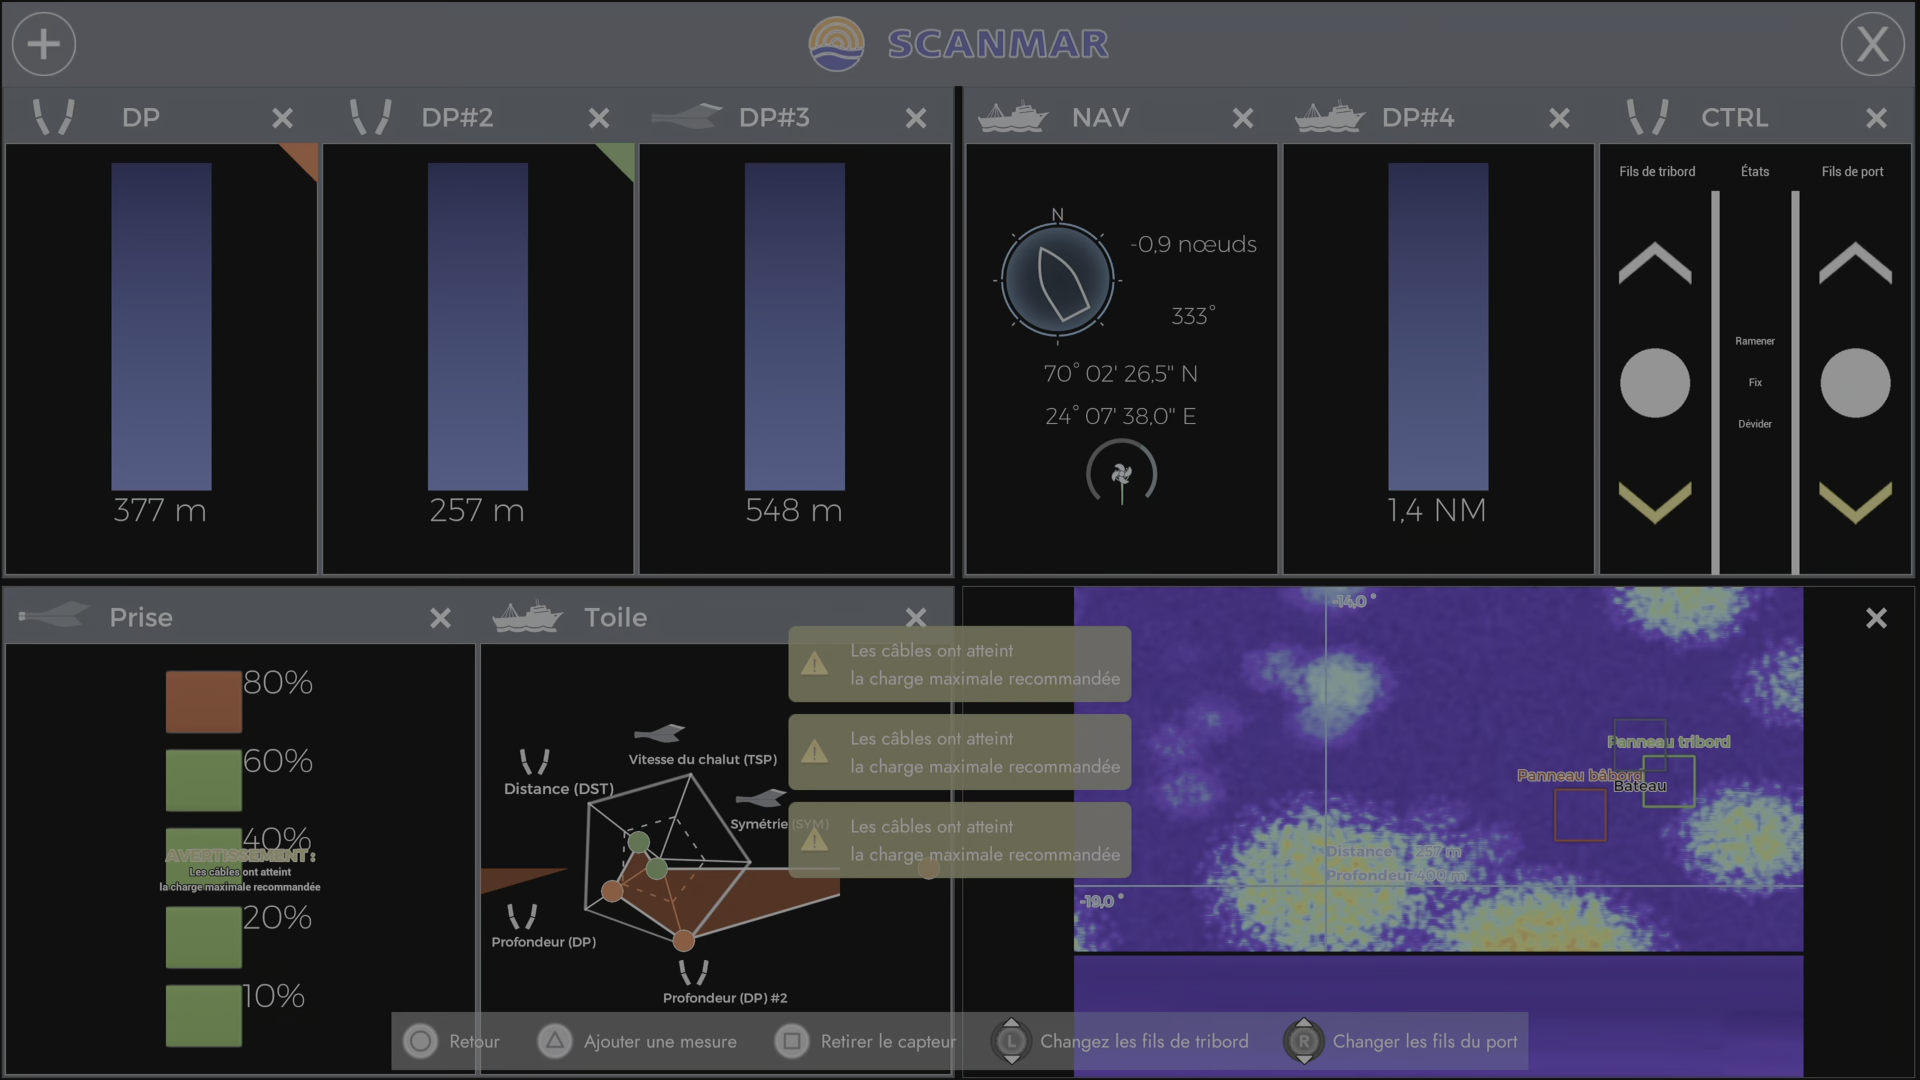 SCANMAR
DP
DP#2
DP#3
NAV
DP#4
CTRL
377 m
257 m
548 m
N
-0,9 nœuds
333°
70° 02' 26,5" N
24° 07' 38,0" E
1,4 NM
Fils de tribord
États
Fils de port
Ramener
Fix
Dévider
Prise
Toile
80%
60%
40%
20%
10%
AVERTISSEMENT :
Les câbles ont atteint
la charge maximale recommandée
Vitesse du chalut (TSP)
Distance (DST)
Symétrie (SYM)
Profondeur (DP)
Profondeur (DP) #2
Les câbles ont atteint
la charge maximale recommandée
Les câbles ont atteint
la charge maximale recommandée
Les câbles ont atteint
la charge maximale recommandée
-14,0 °
Panneau tribord
Panneau bâbord
Bateau
Distance 257 m
Profondeur 400 m
-19,0 °
Retour
Ajouter une mesure
Retirer le capteur
L
Changez les fils de tribord
R
Changer les fils du port